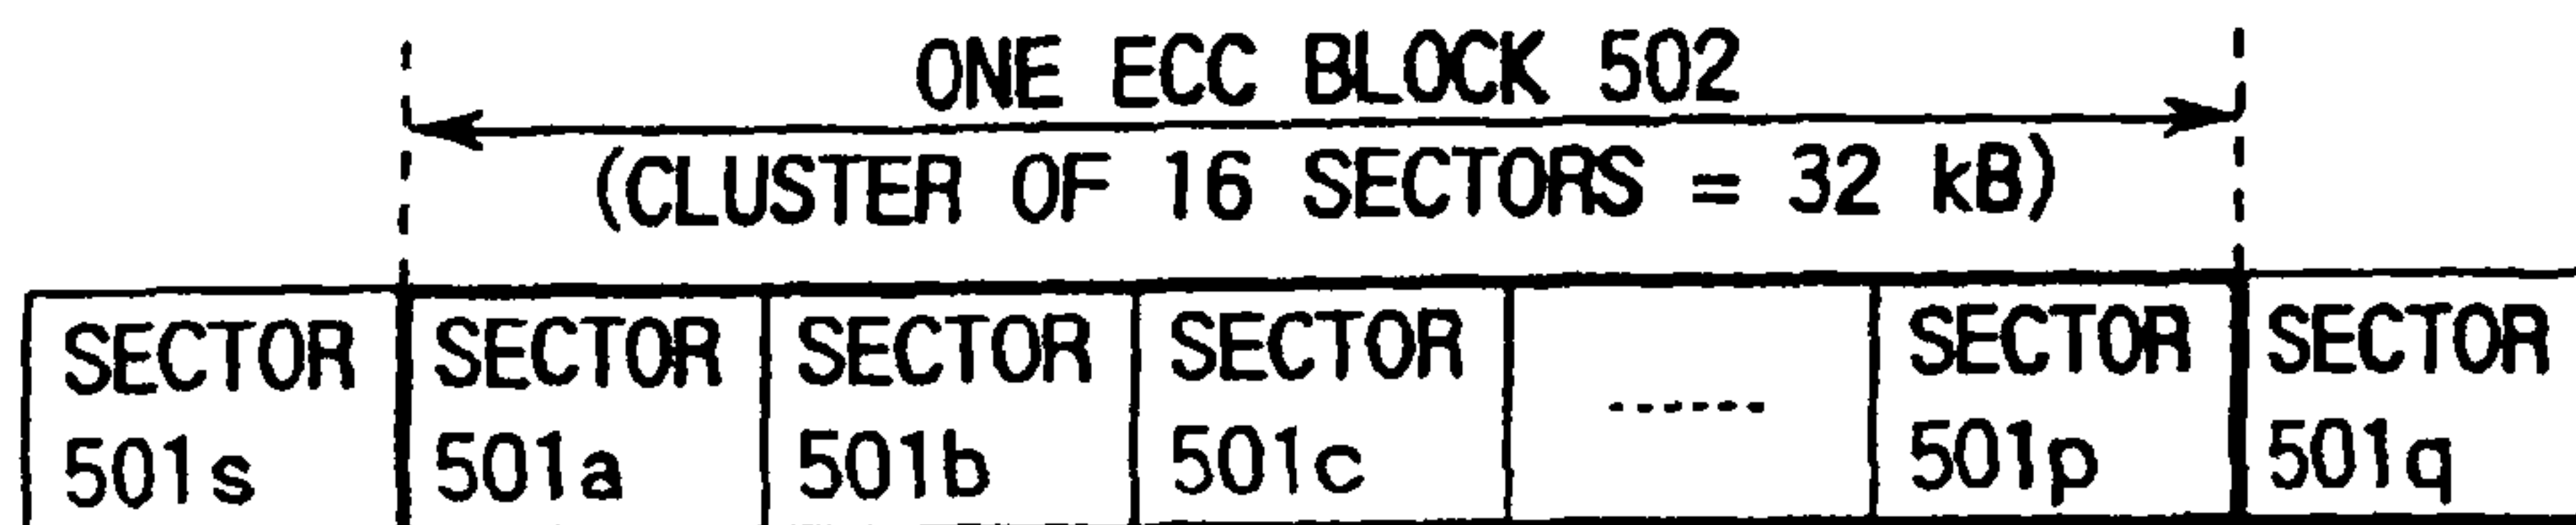 ONE ECC BLOCK 502
(CLUSTER OF 16 SECTORS = 32 kB)
SECTOR SECTOR SECTOR SECTOR ...... SECTOR SECTOR
501s 501a 501b 501c 501p 501q